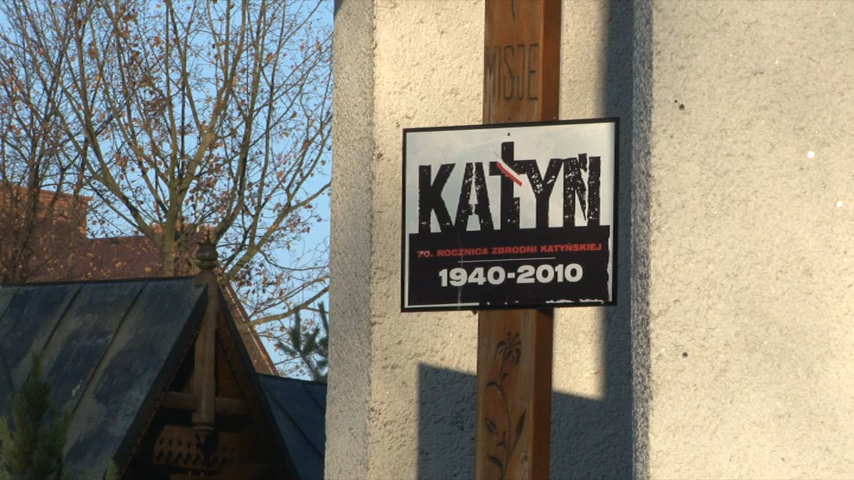 MISJE
KATYŃ
70. ROCZNICA ZBRODNI KATYŃSKIEJ
1940-2010